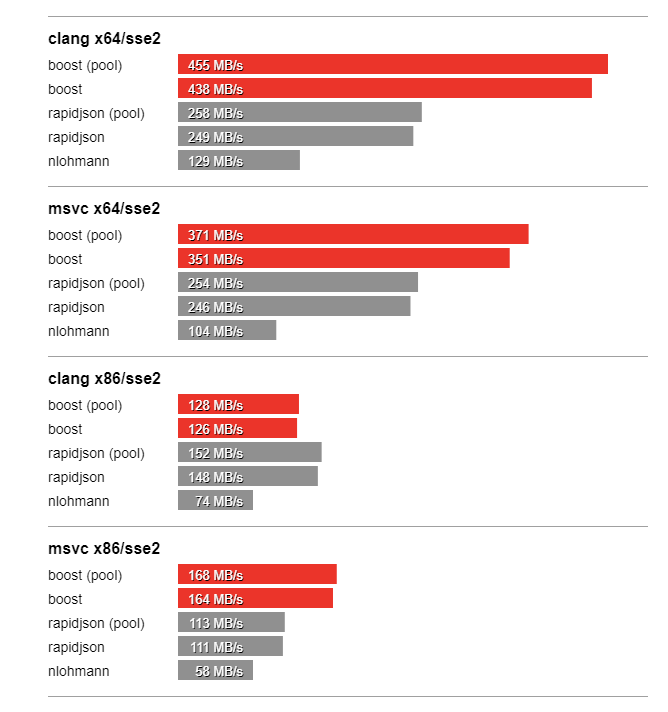 clang x64/sse2
boost (pool) 455 MB/s
boost 438 MB/s
rapidjson (pool) 258 MB/s
rapidjson 249 MB/s
nlohmann 129 MB/s
msvc x64/sse2
boost (pool) 371 MB/s
boost 351 MB/s
rapidjson (pool) 254 MB/s
rapidjson 246 MB/s
nlohmann 104 MB/s
clang x86/sse2
boost (pool) 128 MB/s
boost 126 MB/s
rapidjson (pool) 152 MB/s
rapidjson 148 MB/s
nlohmann 74 MB/s
msvc x86/sse2
boost (pool) 168 MB/s
boost 164 MB/s
rapidjson (pool) 113 MB/s
rapidjson 111 MB/s
nlohmann 58 MB/s